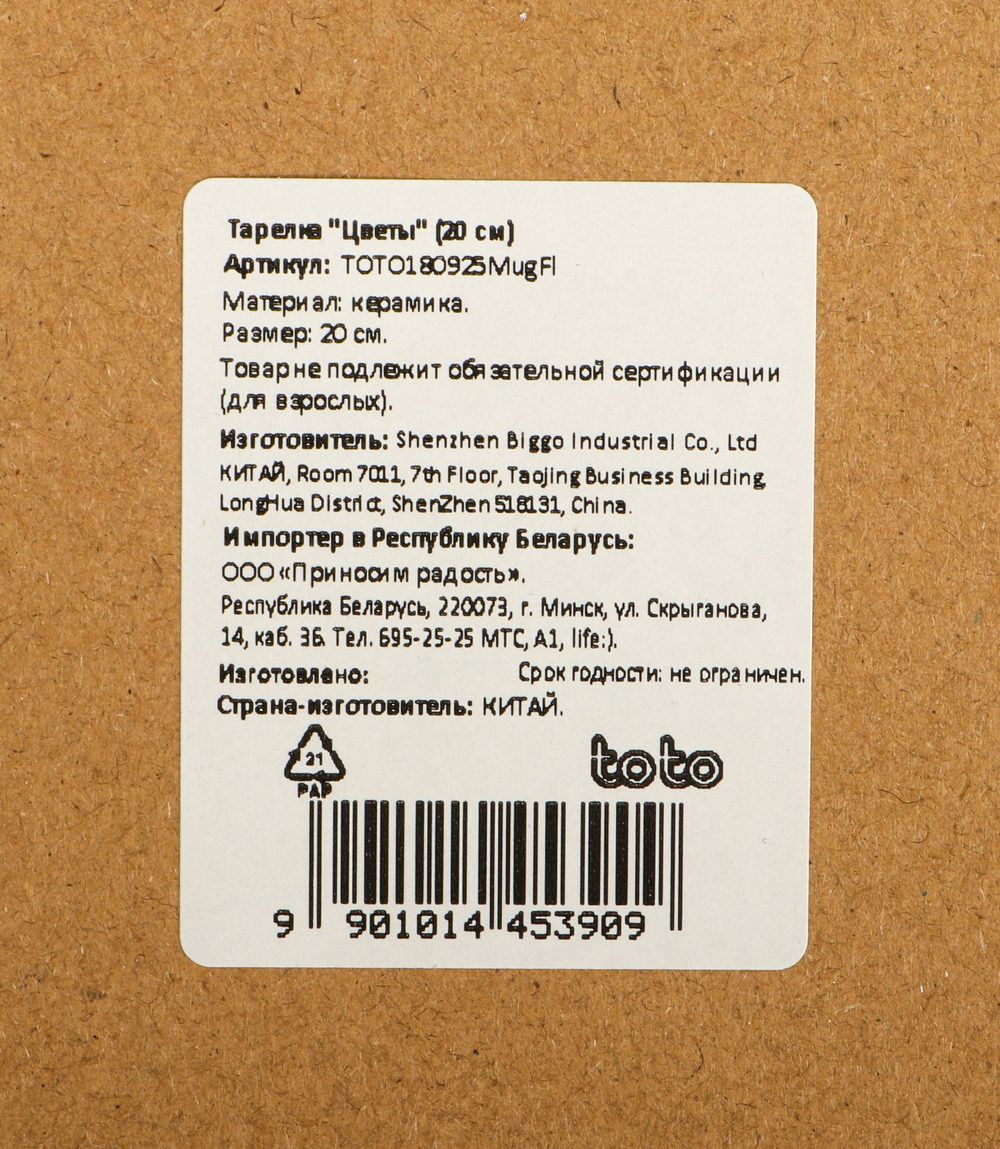 Тарелка "Цветы" (20 см)
Артикул: TOTO180925MugFl
Материал: керамика.
Размер: 20 см.
Товар не подлежит обязательной сертификации
(для взрослых).
Изготовитель: Shenzhen Biggo Industrial Co., Ltd
КИТАЙ, Room 7011, 7th Floor, Taojing Business Building,
LongHua District, ShenZhen 518131, China.
Импортер в Республику Беларусь:
ООО «Приносим радость».
Республика Беларусь, 220073, г. Минск, ул. Скрыганова,
14, каб. 36. Тел. 695-25-25 МТС, А1, life:).
Изготовлено: Срок годности: не ограничен.
Страна-изготовитель: КИТАЙ.
21
PAP
toto
9 901014 453909